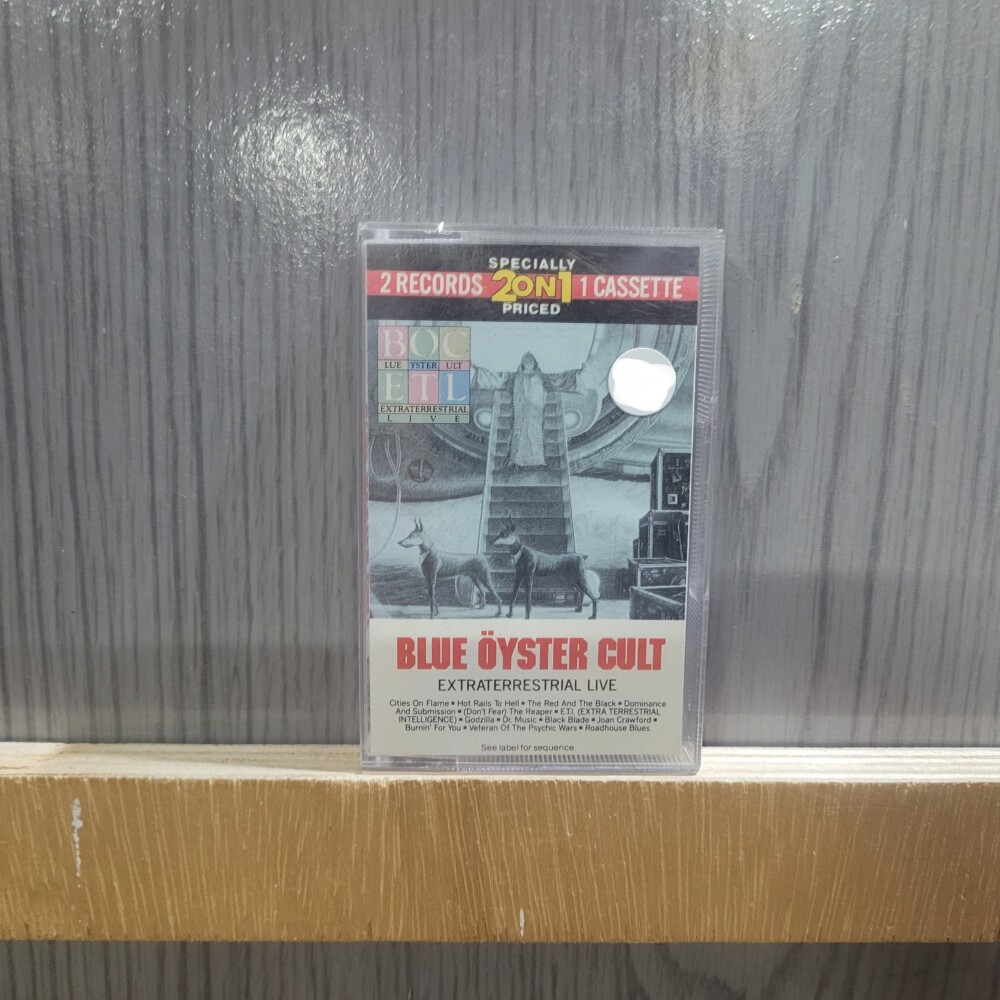 SPECIALLY
2 RECORDS 2ON1 1 CASSETTE
PRICED
BOC
LUE YSTER ULT
ETL
EXTRATERRESTRIAL
LIVE
BLUE ÖYSTER CULT
EXTRATERRESTRIAL LIVE
Cities On Flame ▪ Hot Rails To Hell ▪ The Red And The Black ▪ Dominance
And Submission ▪ (Don't Fear) The Reaper ▪ E.T.I. (EXTRA TERRESTRIAL
INTELLIGENCE) ▪ Godzilla ▪ Dr. Music ▪ Black Blade ▪ Joan Crawford ▪
Burnin' For You ▪ Veteran Of The Psychic Wars ▪ Roadhouse Blues
See label for sequence.